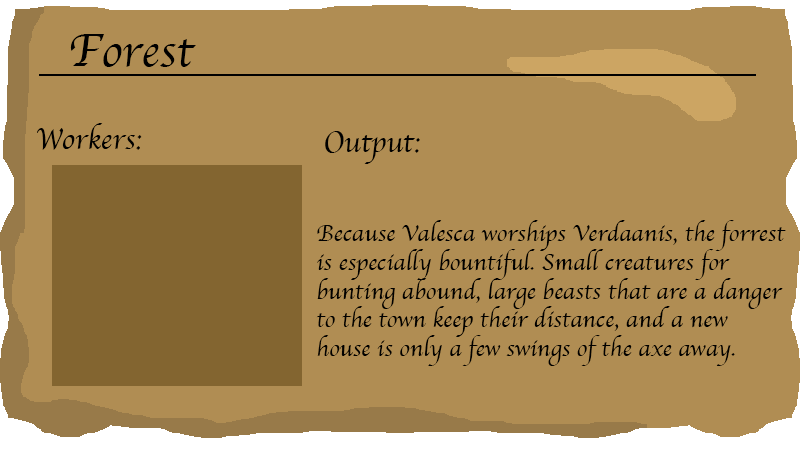 Forest
Workers:
Output:
Because Valesca worships Verdaanis, the forrest
is especially bountiful. Small creatures for
bunting abound, large beasts that are a danger
to the town keep their distance, and a new
house is only a few swings of the axe away.